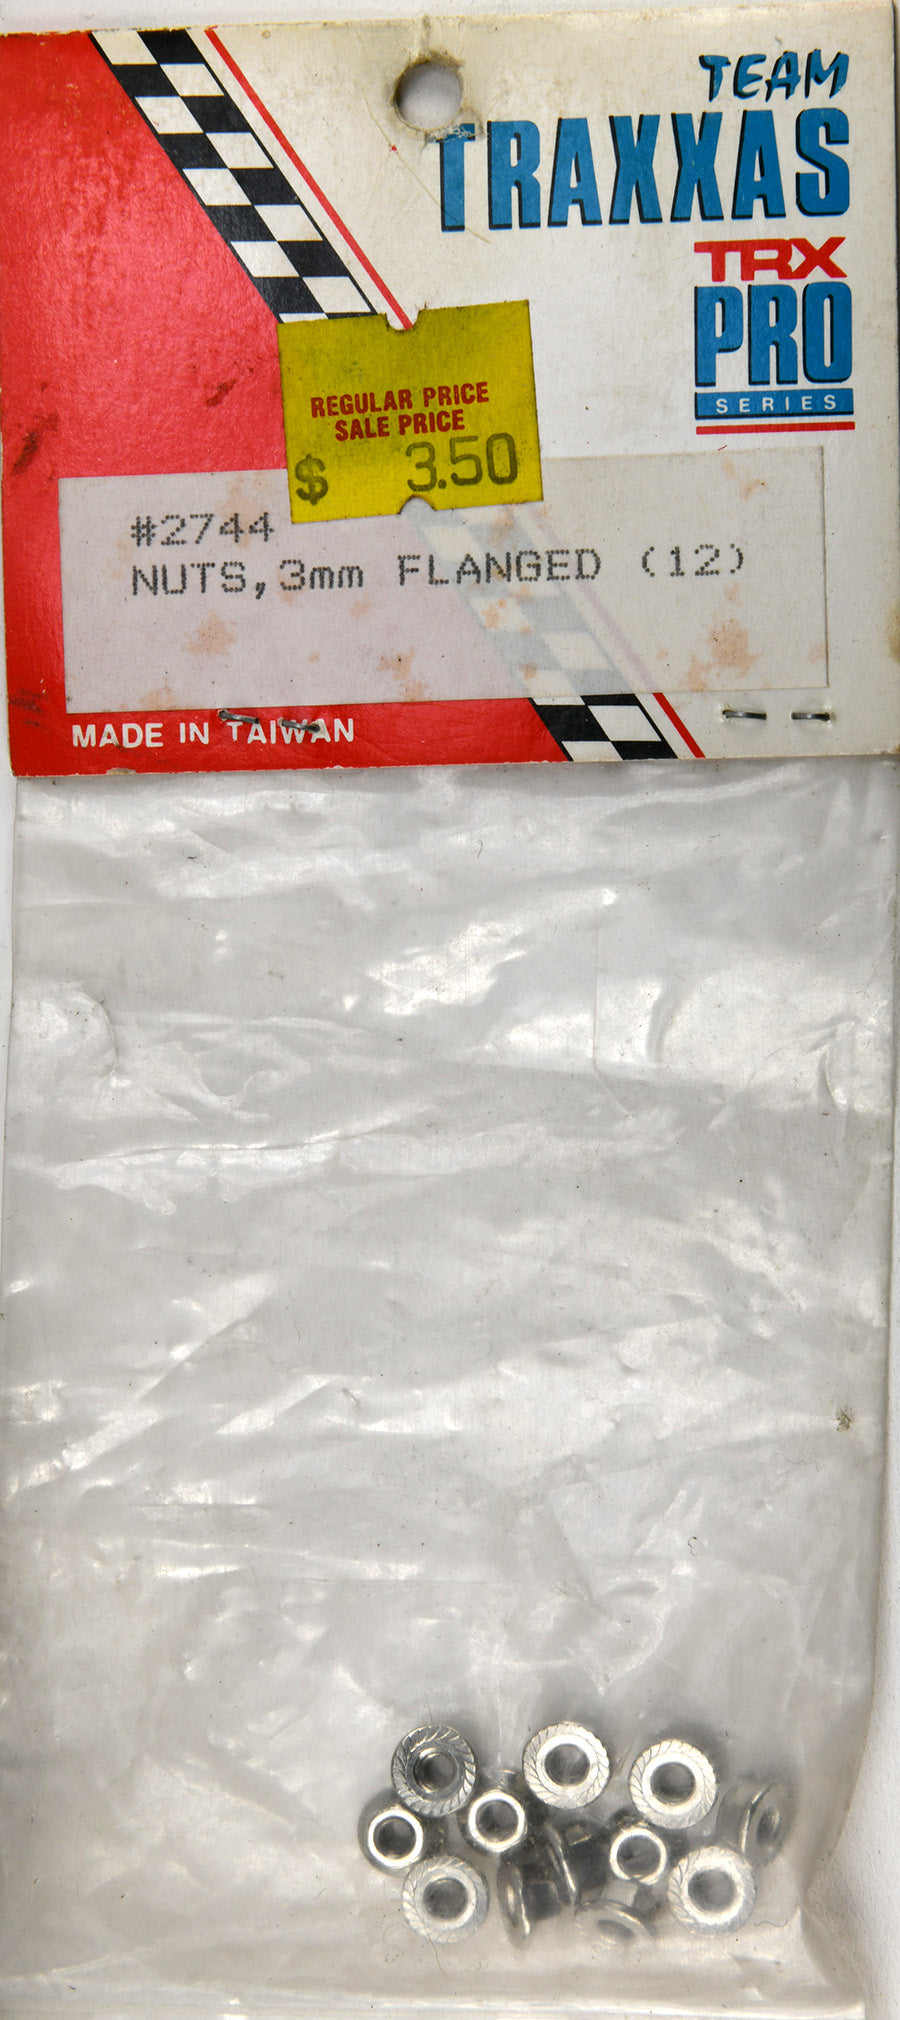 TEAM
TRAXXAS
TRX
PRO
SERIES
REGULAR PRICE
SALE PRICE
$ 3.50
#2744
NUTS,3mm FLANGED (12)
MADE IN TAIWAN